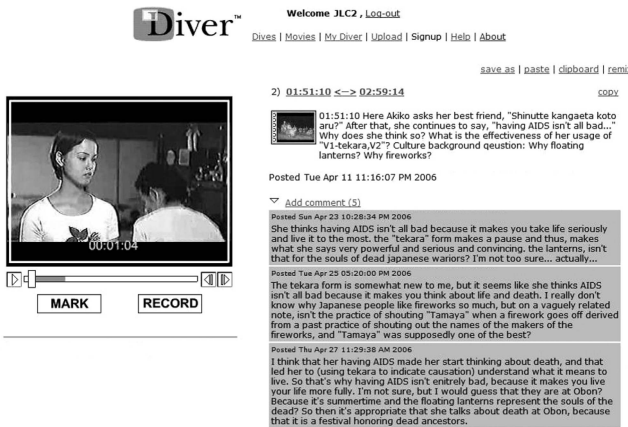 Diver™
Welcome JLC2 , Log-out
Dives | Movies | My Diver | Upload | Signup | Help | About
save as | paste | clipboard | remi
2) 01:51:10 <—> 02:59:14 copy
01:51:10 Here Akiko asks her best friend, "Shinutte kangaeta koto
aru?" After that, she continues to say, "having AIDS isn't all bad..."
Why does she think so? What is the effectiveness of her usage of
"V1-tekara,V2"? Culture background qeustion: Why floating
lanterns? Why fireworks?
Posted Tue Apr 11 11:16:07 PM 2006
Add comment (5)
Posted Sun Apr 23 10:28:34 PM 2006
She thinks having AIDS isn't all bad because it makes you take life seriously
and live it to the most. the "tekara" form makes a pause and thus, makes
what she says very powerful and serious and convincing. the lanterns, isn't
that for the souls of dead japanese wariors? I'm not too sure... actually...
Posted Tue Apr 25 05:20:00 PM 2006
The tekara form is somewhat new to me, but it seems like she thinks AIDS
isn't all bad because it makes you think about life and death. I really don't
know why Japanese people like fireworks so much, but on a vaguely related
note, isn't the practice of shouting "Tamaya" when a firework goes off derived
from a past practice of shouting out the names of the makers of the
fireworks, and "Tamaya" was supposedly one of the best?
Posted Thu Apr 27 11:29:38 AM 2006
I think that her having AIDS made her start thinking about death, and that
led her to (using tekara to indicate causation) understand what it means to
live. So that's why having AIDS isn't enitrely bad, because it makes you live
your life more fully. I'm not sure, but I would guess that they are at Obon?
Because it's summertime and the floating lanterns represent the souls of the
dead? So then it's appropriate that she talks about death at Obon, because
that it is a festival honoring dead ancestors.
00:01:04
MARK
RECORD